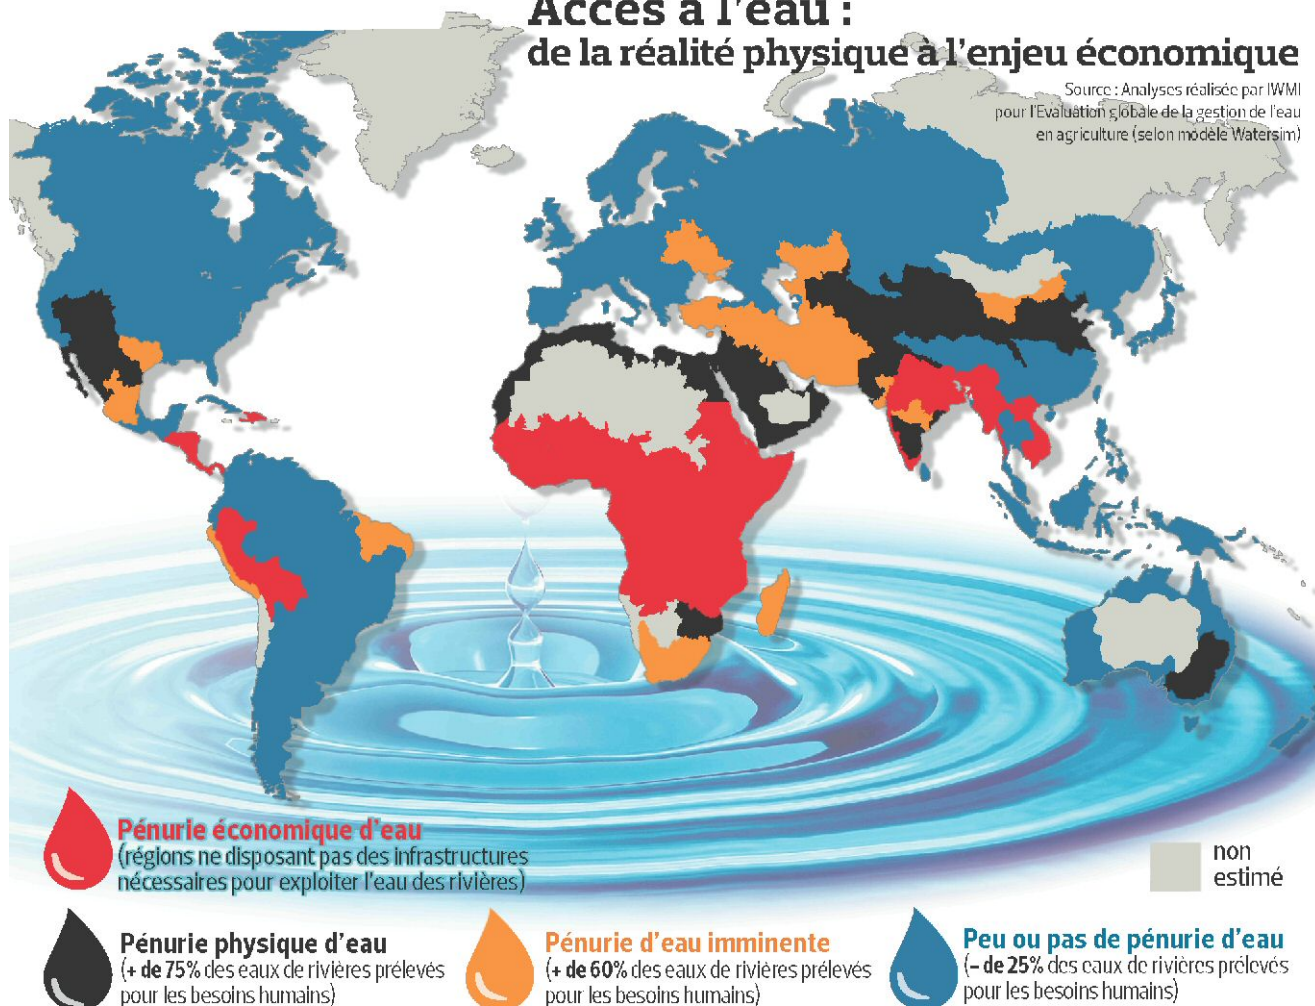 Accès à l'eau :
de la réalité physique à l'enjeu économique
Source : Analyses réalisée par IWMI
pour l'Evaluation globale de la gestion de l'eau
en agriculture (selon modèle Watersim)
Pénurie économique d'eau
(régions ne disposant pas des infrastructures
nécessaires pour exploiter l'eau des rivières)
non
estimé
Pénurie physique d'eau
(+ de 75% des eaux de rivières prélevés
pour les besoins humains)
Pénurie d'eau imminente
(+ de 60% des eaux de rivières prélevés
pour les besoins humains)
Peu ou pas de pénurie d'eau
(– de 25% des eaux de rivières prélevés
pour les besoins humains)